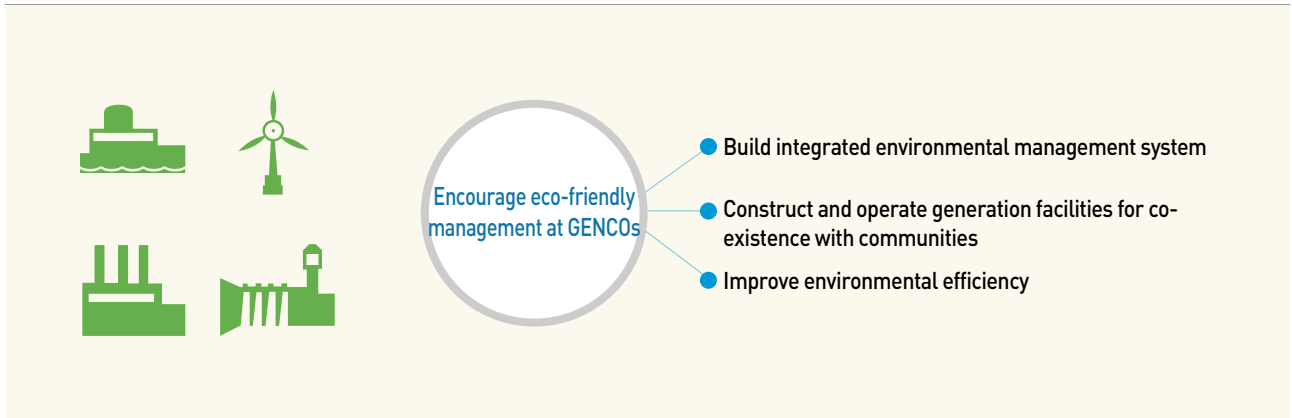 Encourage eco-friendly
management at GENCOs
Build integrated environmental management system
Construct and operate generation facilities for co-
existence with communities
Improve environmental efficiency